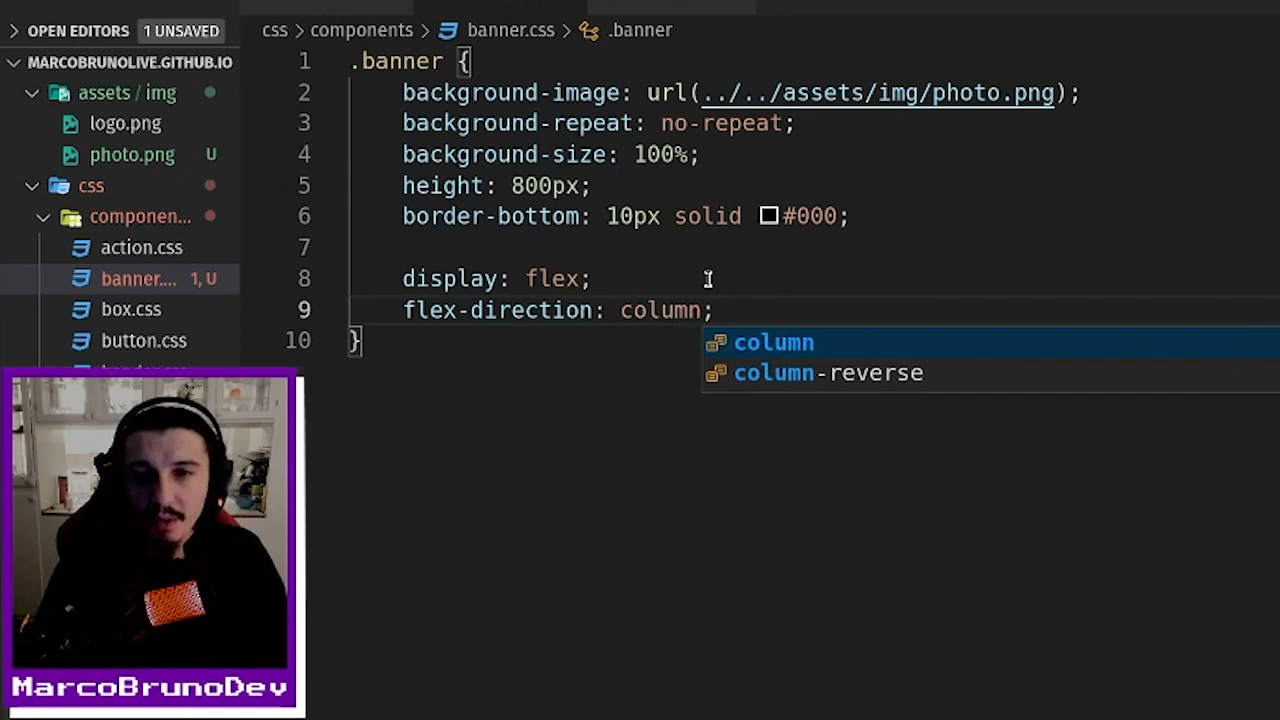 OPEN EDITORS 1 UNSAVED
MARCOBRUNOLIVE.GITHUB.IO
assets / img
logo.png
photo.png U
css
componen...
action.css
banner.... 1, U
box.css
button.css
css > components > banner.css > .banner
1 .banner {
2 background-image: url(../../assets/img/photo.png);
3 background-repeat: no-repeat;
4 background-size: 100%;
5 height: 800px;
6 border-bottom: 10px solid #000;
7
8 display: flex;
9 flex-direction: column;
10 }
column
column-reverse
MarcoBrunoDev